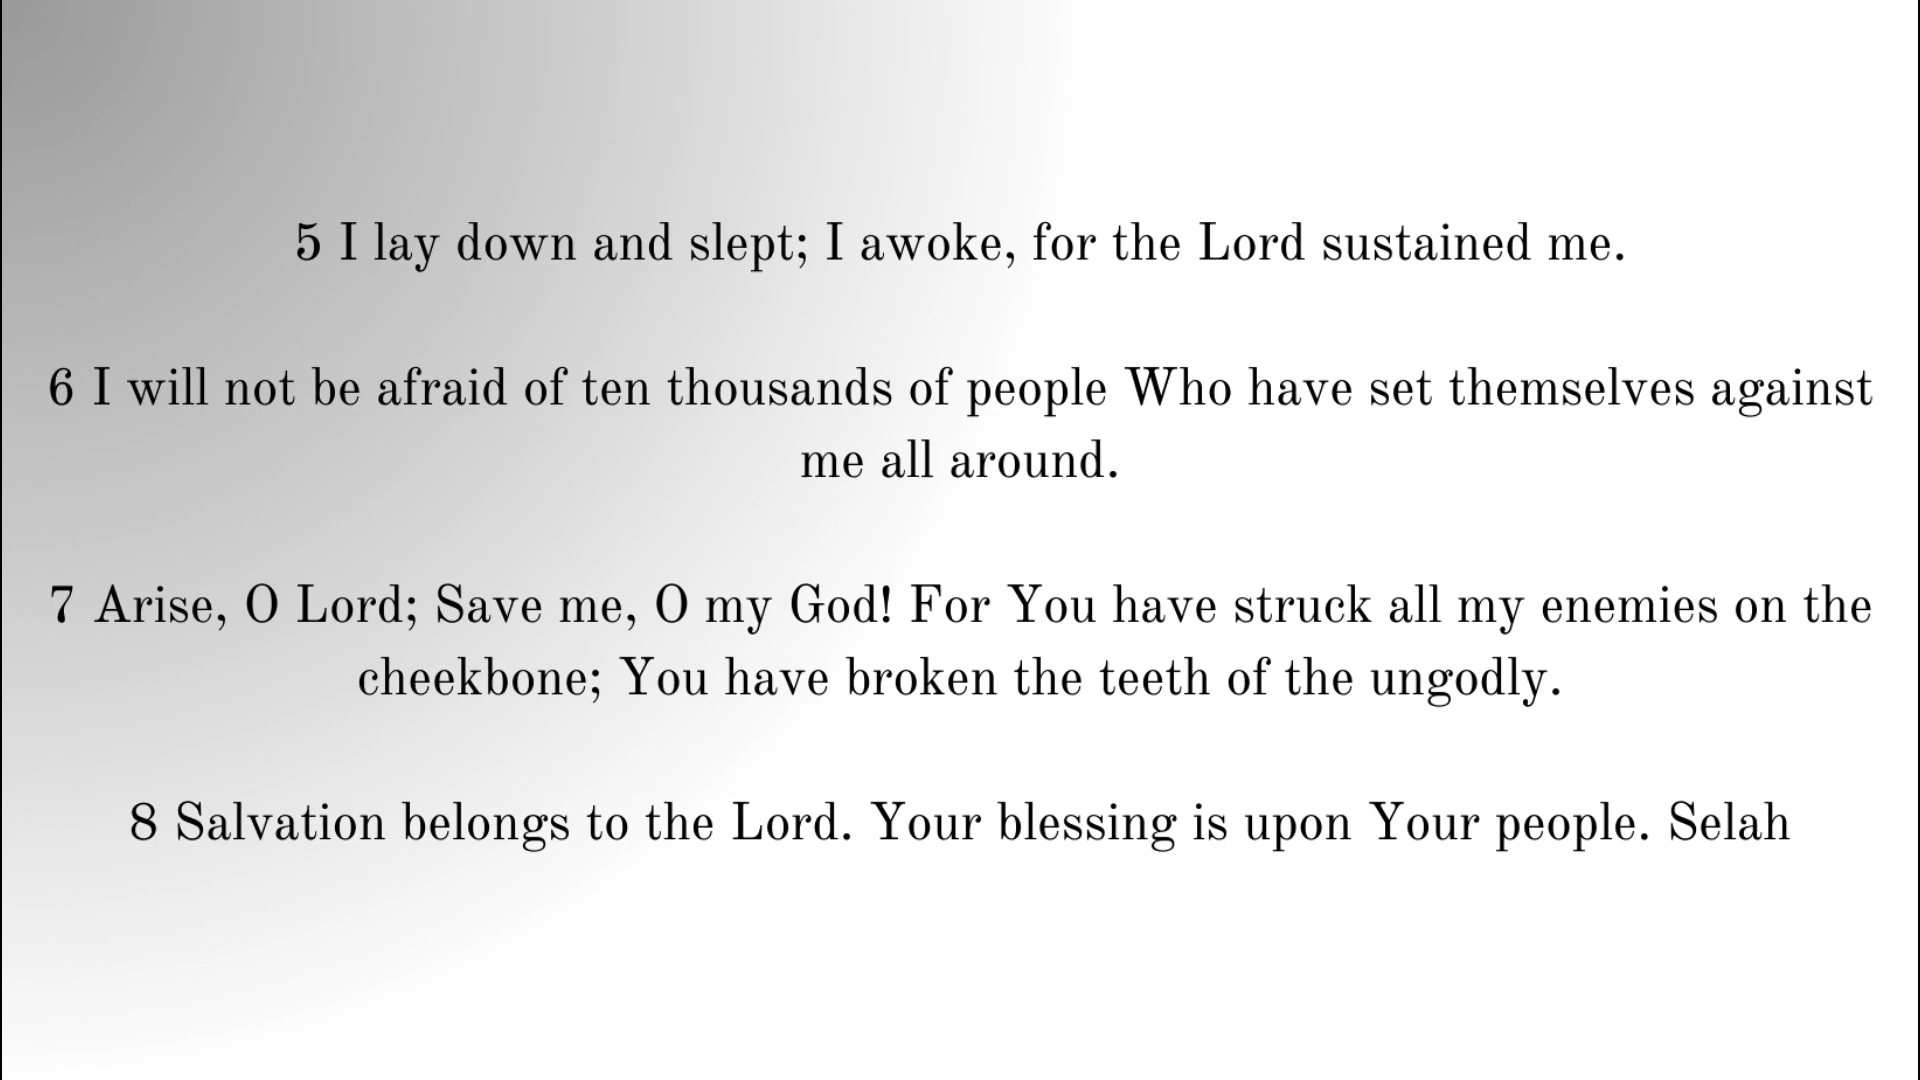 5 I lay down and slept; I awoke, for the Lord sustained me.
6 I will not be afraid of ten thousands of people Who have set themselves against
me all around.
7 Arise, O Lord; Save me, O my God! For You have struck all my enemies on the
cheekbone; You have broken the teeth of the ungodly.
8 Salvation belongs to the Lord. Your blessing is upon Your people. Selah